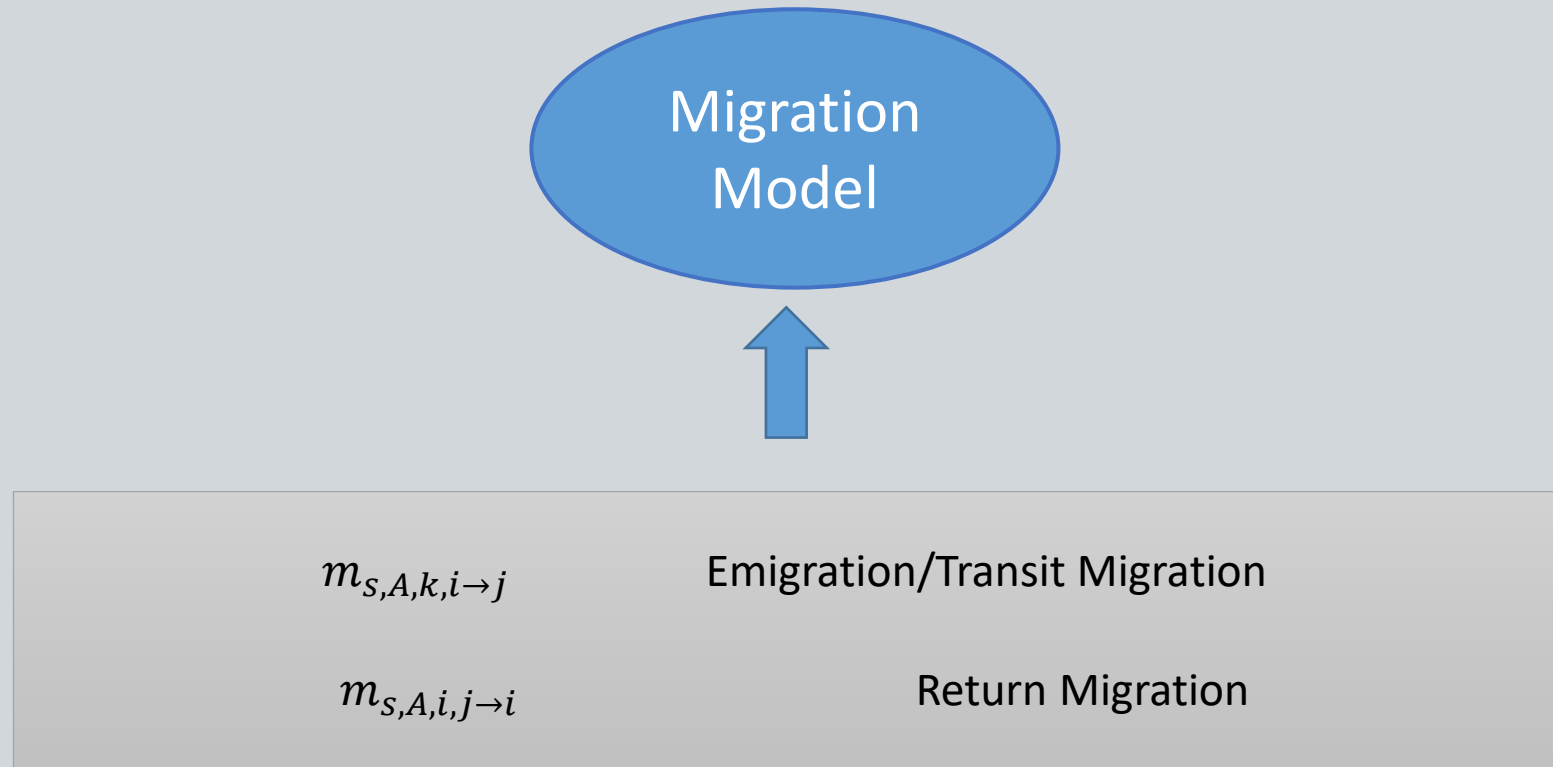 Migration
Model
m_{s,A,k,i→j} Emigration/Transit Migration
m_{s,A,i,j→i} Return Migration